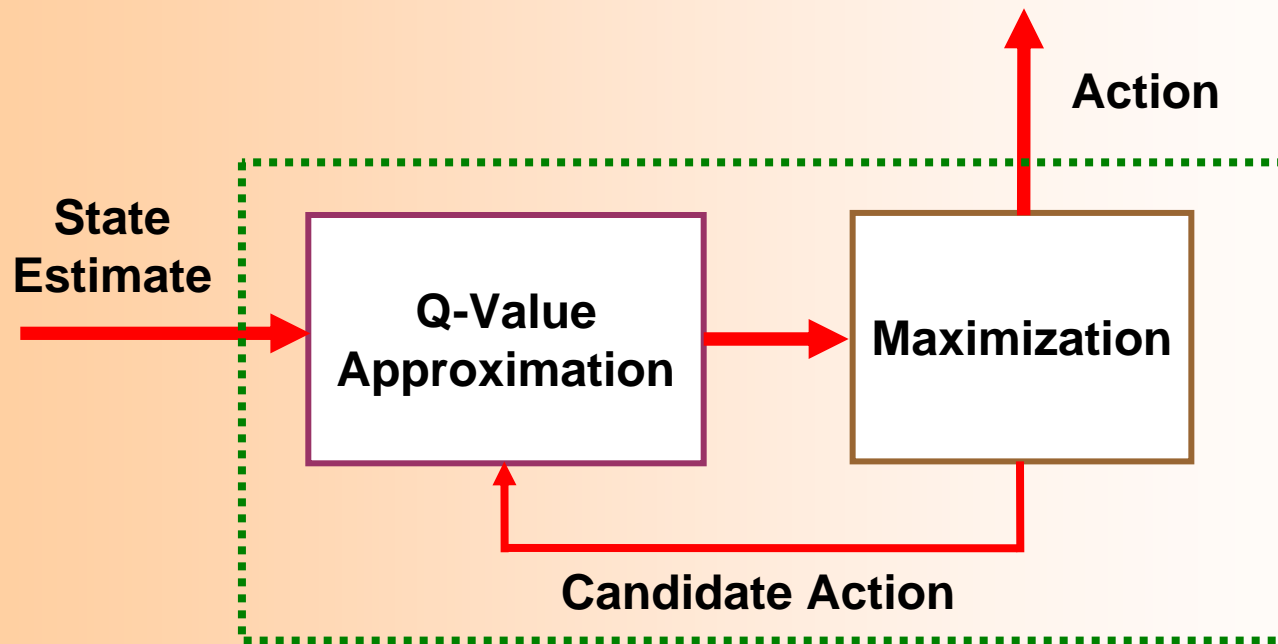 Action
State
Estimate
Q-Value
Approximation
Maximization
Candidate Action